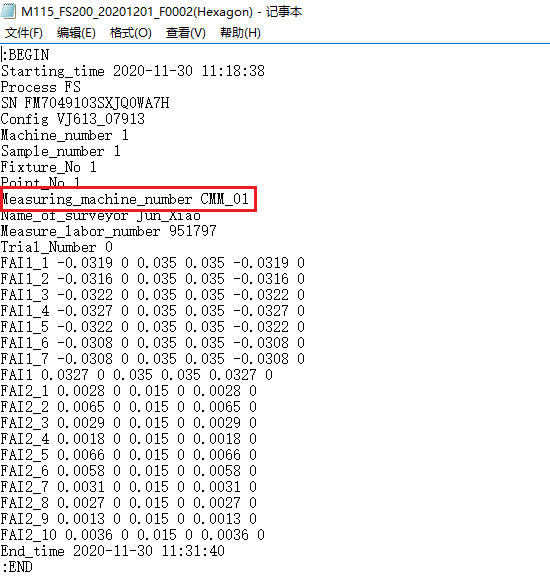 M115_FS200_20201201_F0002(Hexagon) - 记事本
文件(F) 编辑(E) 格式(O) 查看(V) 帮助(H)
:BEGIN
Starting_time 2020-11-30 11:18:38
Process FS
SN FM7049103SXJQ0WA7H
Config VJ613_07913
Machine_number 1
Sample_number 1
Fixture_No 1
Point_No 1
Measuring_machine_number CMM_01
Name_of_surveyor Jun_Xiao
Measure_labor_number 951797
Trial_Number 0
FAI1_1 -0.0319 0 0.035 0.035 -0.0319 0
FAI1_2 -0.0316 0 0.035 0.035 -0.0316 0
FAI1_3 -0.0322 0 0.035 0.035 -0.0322 0
FAI1_4 -0.0327 0 0.035 0.035 -0.0327 0
FAI1_5 -0.0322 0 0.035 0.035 -0.0322 0
FAI1_6 -0.0308 0 0.035 0.035 -0.0308 0
FAI1_7 -0.0308 0 0.035 0.035 -0.0308 0
FAI1 0.0327 0 0.035 0.035 0.0327 0
FAI2_1 0.0028 0 0.015 0 0.0028 0
FAI2_2 0.0065 0 0.015 0 0.0065 0
FAI2_3 0.0029 0 0.015 0 0.0029 0
FAI2_4 0.0018 0 0.015 0 0.0018 0
FAI2_5 0.0066 0 0.015 0 0.0066 0
FAI2_6 0.0058 0 0.015 0 0.0058 0
FAI2_7 0.0031 0 0.015 0 0.0031 0
FAI2_8 0.0027 0 0.015 0 0.0027 0
FAI2_9 0.0013 0 0.015 0 0.0013 0
FAI2_10 0.0036 0 0.015 0 0.0036 0
End_time 2020-11-30 11:31:40
:END